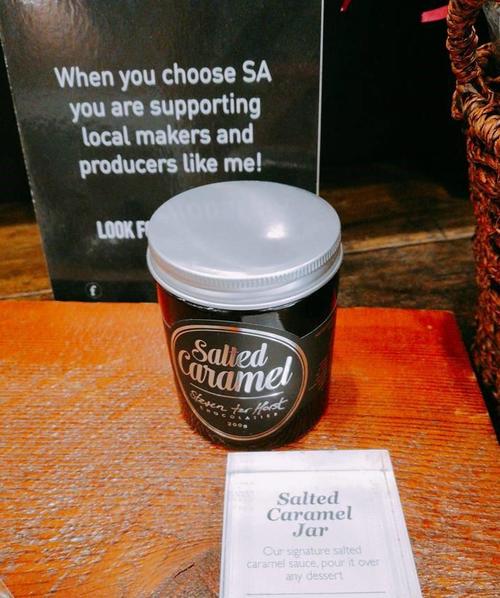 When you choose SA
you are supporting
local makers and
producers like me!
LOOK
Salted
Caramel
Steven ter Horst
CHOCOLATIER
200g
Salted
Caramel
Jar
Our signature salted
caramel sauce, pour it over
any dessert